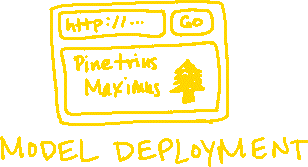 http://...
GO
Pinetrius
Maximus
MODEL DEPLOYMENT